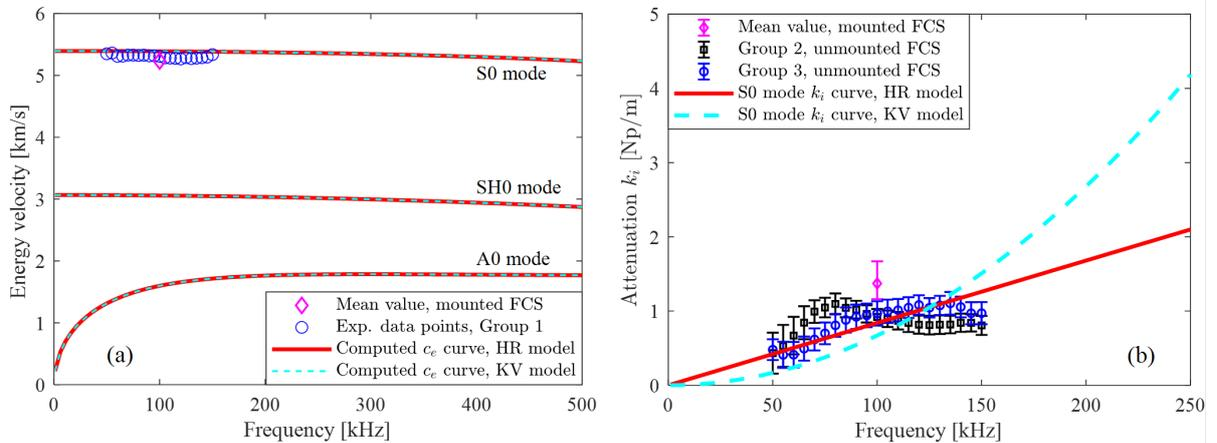 6
5
4
3
2
1
0
0
100
200
300
400
500
Energy velocity [km/s]
Frequency [kHz]
S0 mode
SH0 mode
A0 mode
Mean value, mounted FCS
Exp. data points, Group 1
Computed c_e curve, HR model
Computed c_e curve, KV model
(a)
5
4
3
2
1
0
0
50
100
150
200
250
Attenuation k_i [Np/m]
Frequency [kHz]
Mean value, mounted FCS
Group 2, unmounted FCS
Group 3, unmounted FCS
S0 mode k_i curve, HR model
S0 mode k_i curve, KV model
(b)